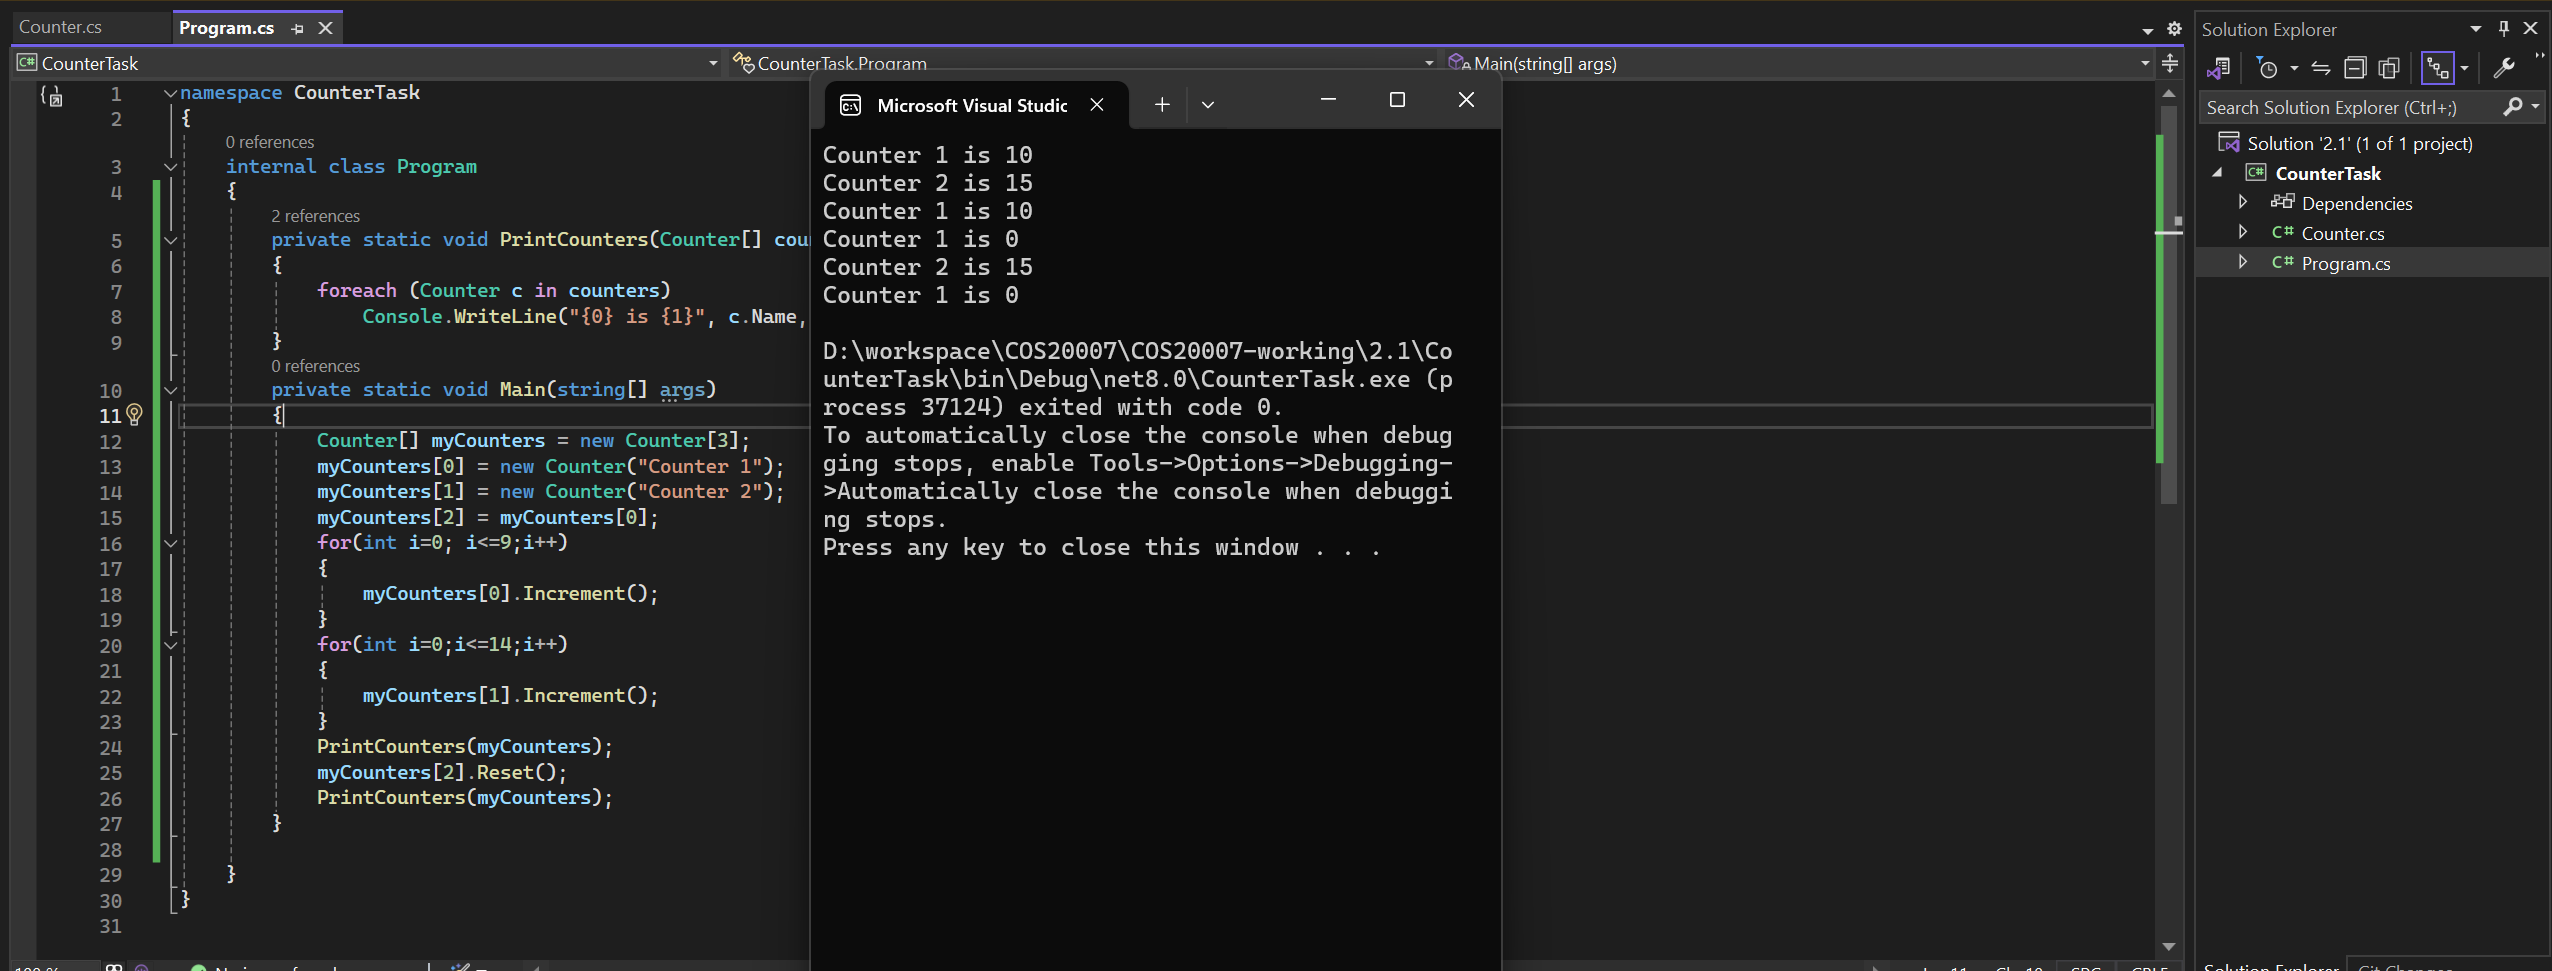 Counter.cs
Program.cs
CounterTask
CounterTask.Program
Main(string[] args)
1 namespace CounterTask
2 {
0 references
3 internal class Program
4 {
2 references
5 private static void PrintCounters(Counter[] cou
6 {
7 foreach (Counter c in counters)
8 Console.WriteLine("{0} is {1}", c.Name,
9 }
0 references
10 private static void Main(string[] args)
11 {
12 Counter[] myCounters = new Counter[3];
13 myCounters[0] = new Counter("Counter 1");
14 myCounters[1] = new Counter("Counter 2");
15 myCounters[2] = myCounters[0];
16 for(int i=0; i<=9;i++)
17 {
18 myCounters[0].Increment();
19 }
20 for(int i=0;i<=14;i++)
21 {
22 myCounters[1].Increment();
23 }
24 PrintCounters(myCounters);
25 myCounters[2].Reset();
26 PrintCounters(myCounters);
27 }
28
29 }
30 }
31
Microsoft Visual Studic
Counter 1 is 10
Counter 2 is 15
Counter 1 is 10
Counter 1 is 0
Counter 2 is 15
Counter 1 is 0
D:\workspace\COS20007\COS20007-working\2.1\Co
unterTask\bin\Debug\net8.0\CounterTask.exe (p
rocess 37124) exited with code 0.
To automatically close the console when debug
ging stops, enable Tools->Options->Debugging-
>Automatically close the console when debuggi
ng stops.
Press any key to close this window . . .
Solution Explorer
Search Solution Explorer (Ctrl+;)
Solution '2.1' (1 of 1 project)
C# CounterTask
Dependencies
C# Counter.cs
C# Program.cs
Solution Explorer
Git Changes